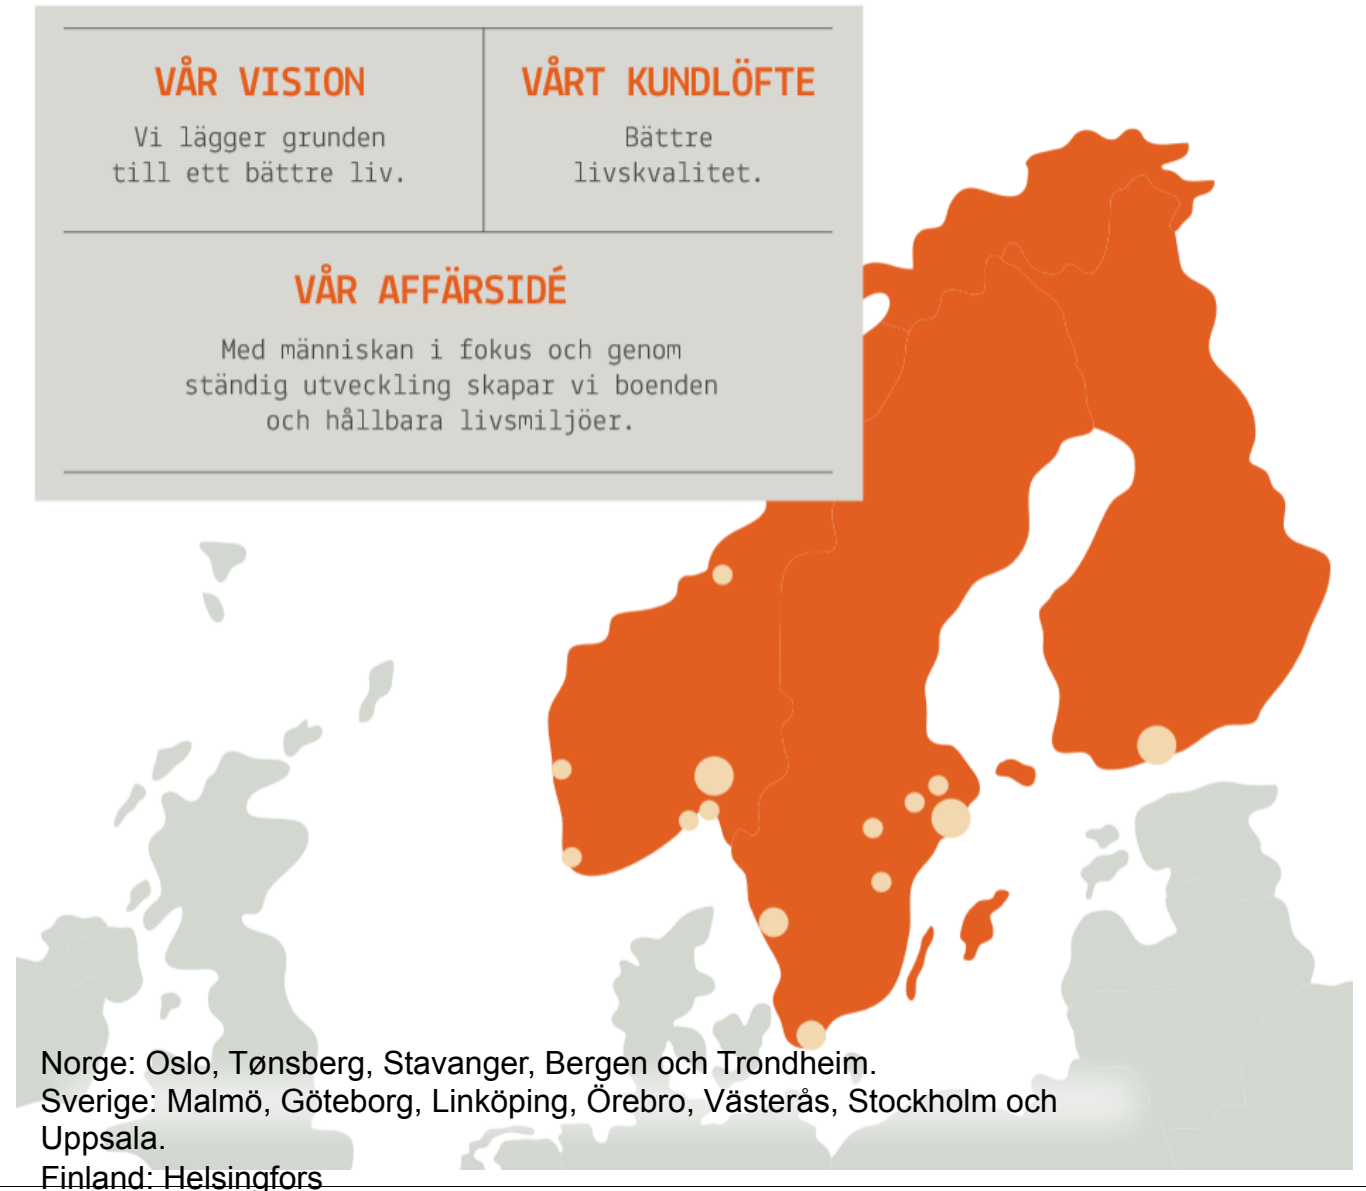 VÅR VISION
Vi lägger grunden
till ett bättre liv.
VÅRT KUNDLÖFTE
Bättre
livskvalitet.
VÅR AFFÄRSIDÉ
Med människan i fokus och genom
ständig utveckling skapar vi boenden
och hållbara livsmiljöer.
Norge: Oslo, Tønsberg, Stavanger, Bergen och Trondheim.
Sverige: Malmö, Göteborg, Linköping, Örebro, Västerås, Stockholm och
Uppsala.
Finland: Helsingfors